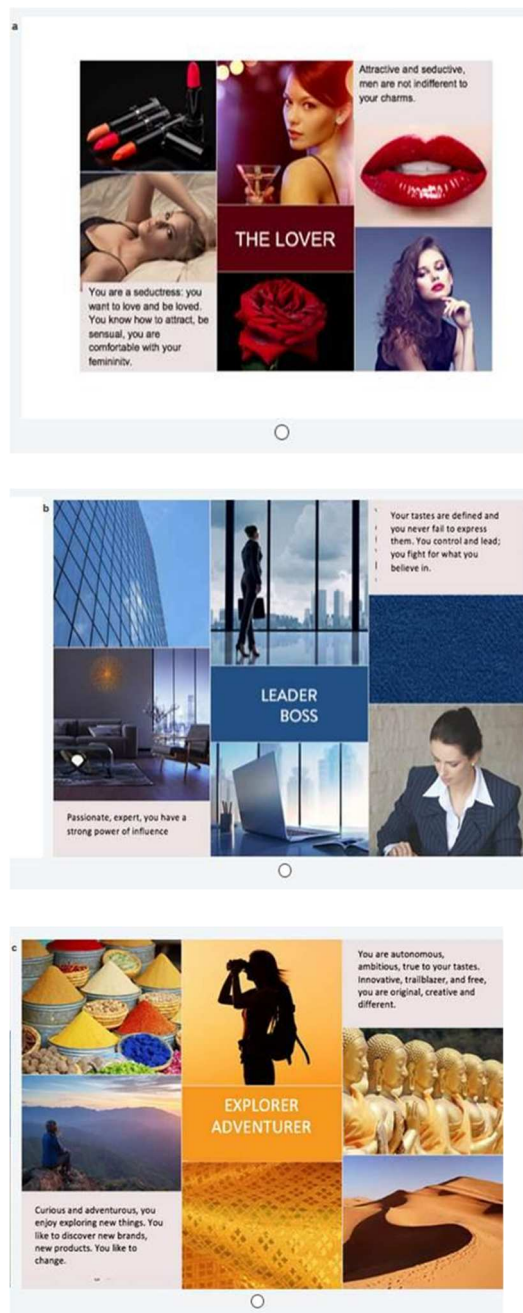 a
Attractive and seductive,
men are not indifferent to
your charms.
THE LOVER
You are a seductress: you
want to love and be loved.
You know how to attract, be
sensual, you are
comfortable with your
femininity.
b
Your tastes are defined and
you never fail to express
them. You control and lead;
you fight for what you
believe in.
LEADER
BOSS
Passionate, expert, you have a
strong power of influence
c
You are autonomous,
ambitious, true to your tastes.
Innovative, trailblazer, and free,
you are original, creative and
different.
EXPLORER
ADVENTURER
Curious and adventurous, you
enjoy exploring new things. You
like to discover new brands,
new products. You like to
change.